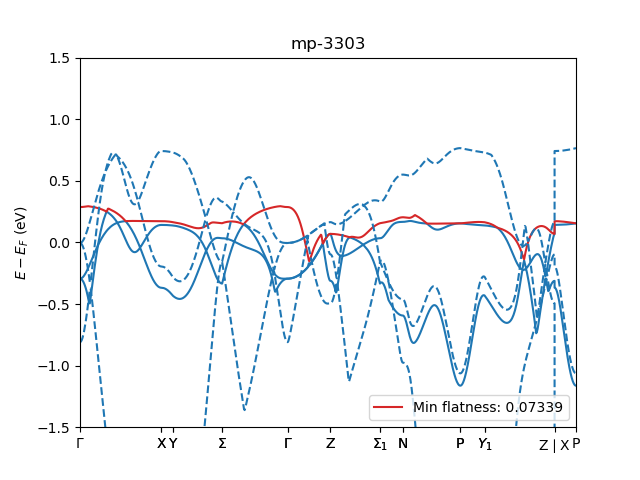 mp-3303
E − E_F (eV)
1.5
1.0
0.5
0.0
−0.5
−1.0
−1.5
Min flatness: 0.07339
Γ X Y Σ Γ Z Σ₁ N P Y₁ Z | X P